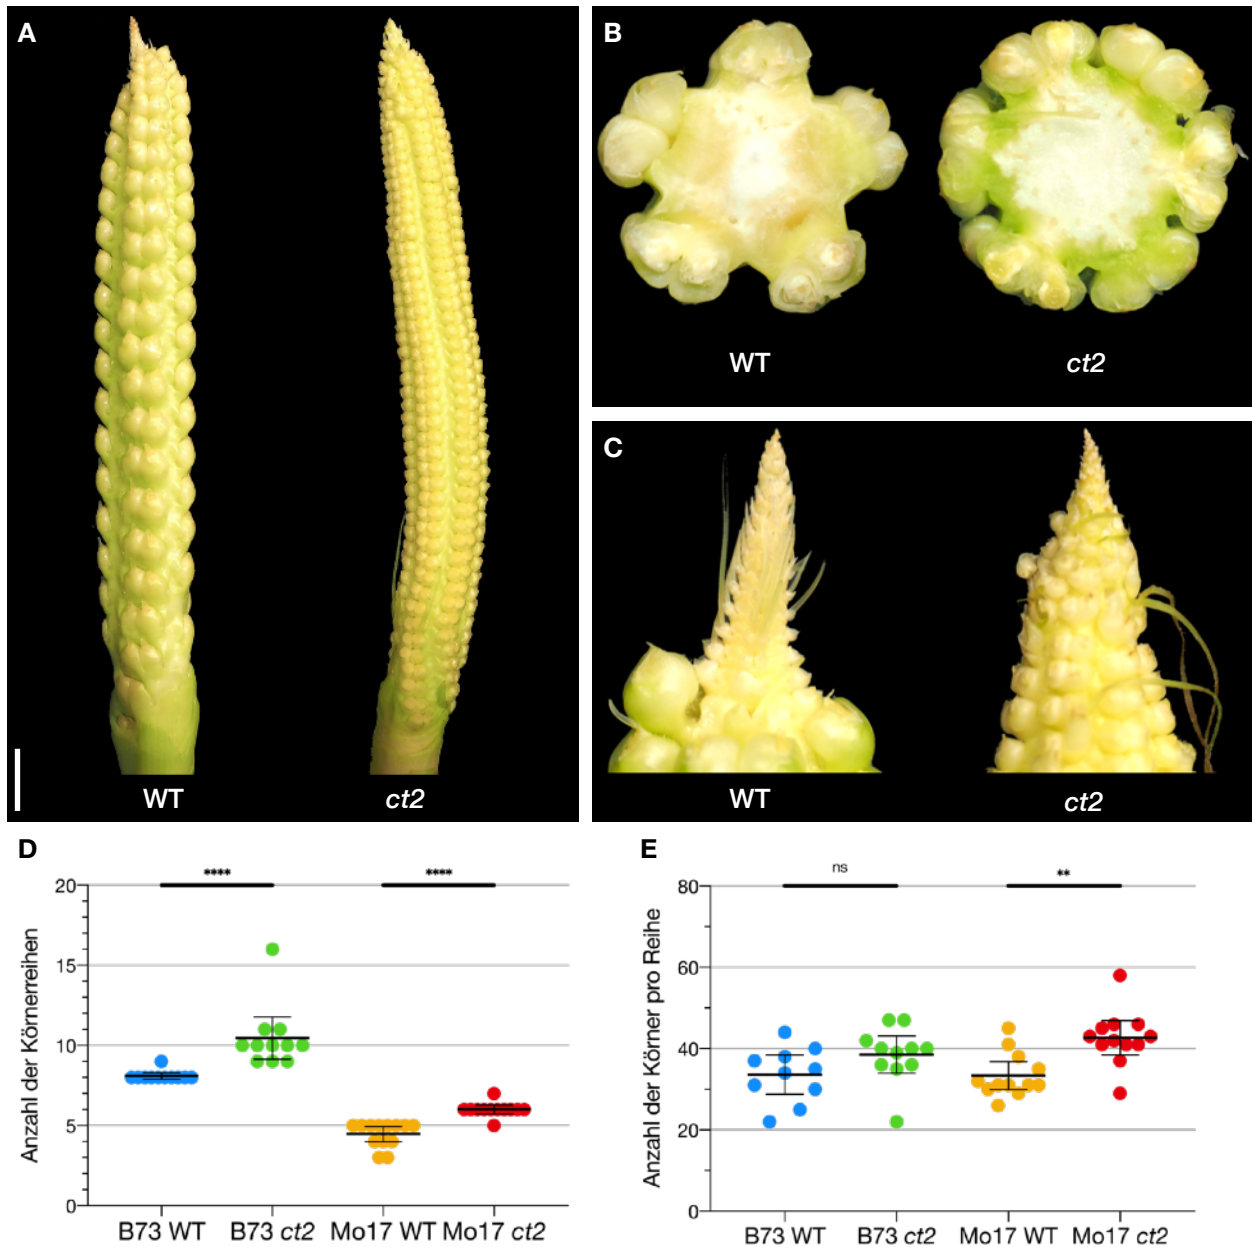 A
WT
ct2
B
WT
ct2
C
WT
ct2
D
Anzahl der Körnerreihen
20
15
10
5
0
****
****
B73 WT
B73 ct2
Mo17 WT
Mo17 ct2
E
Anzahl der Körner pro Reihe
80
60
40
20
0
ns
**
B73 WT
B73 ct2
Mo17 WT
Mo17 ct2